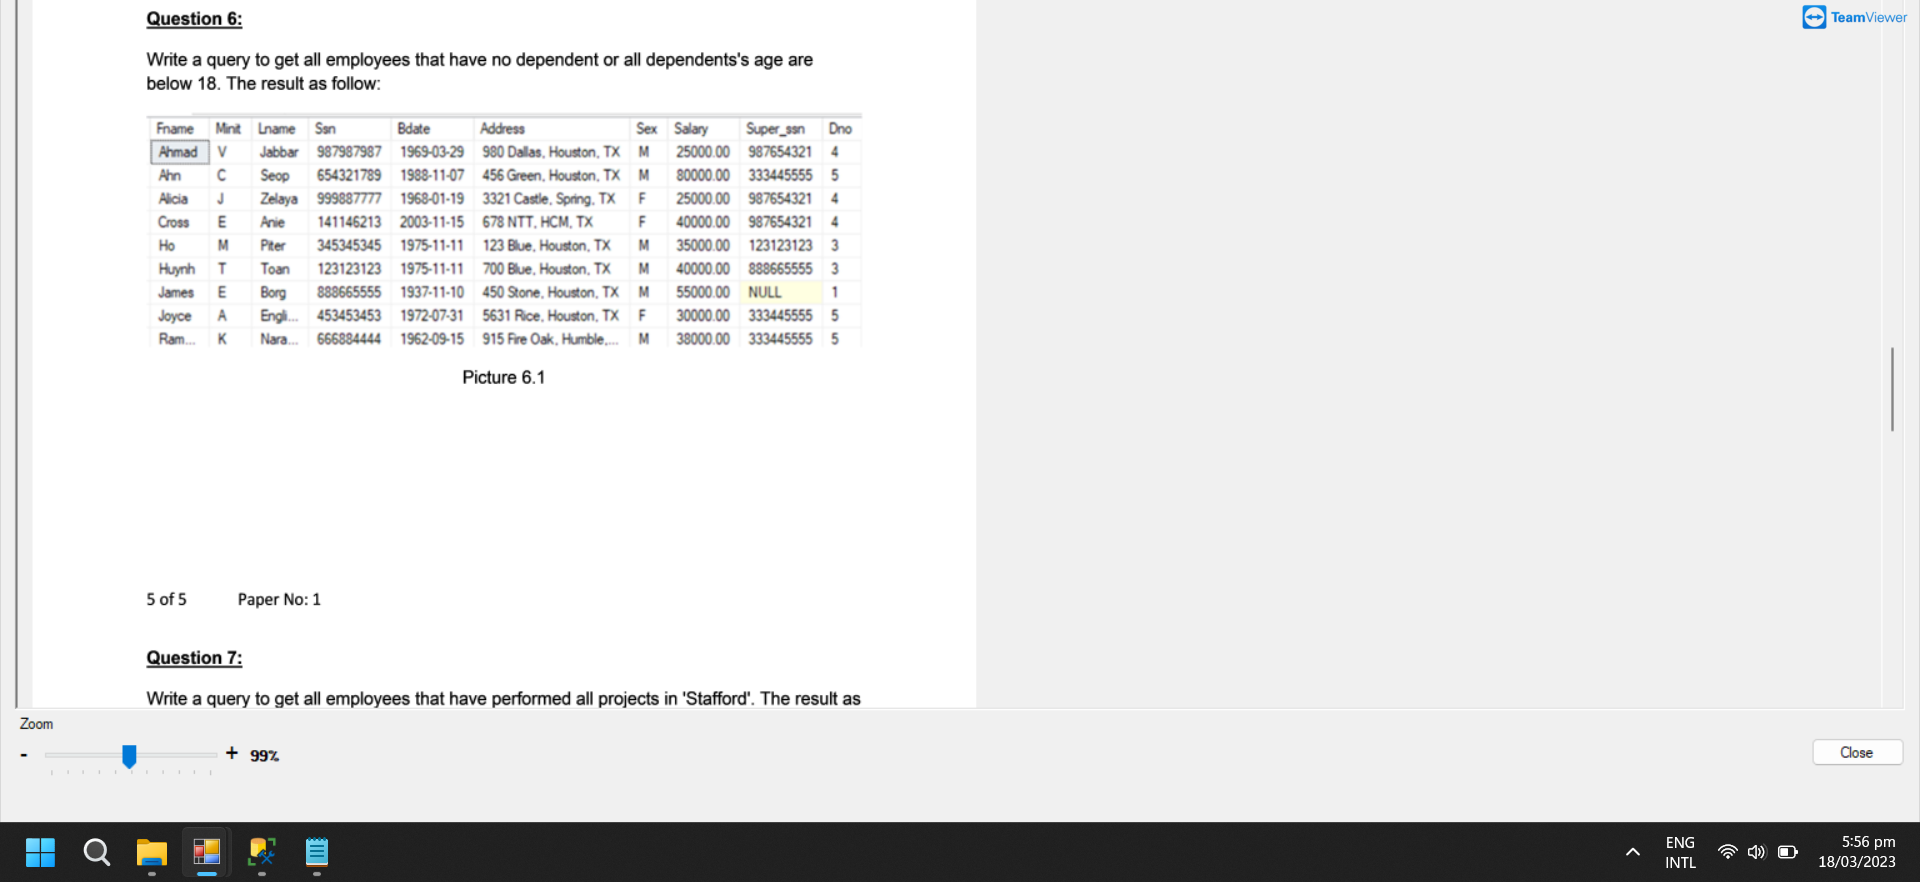 TeamViewer
Question 6:
Write a query to get all employees that have no dependent or all dependents's age are
below 18. The result as follow:
Fname Minit Lname Ssn Bdate Address Sex Salary Super_ssn Dno
Ahmad V Jabbar 987987987 1969-03-29 980 Dallas, Houston, TX M 25000.00 987654321 4
Ahn C Seop 654321789 1988-11-07 456 Green, Houston, TX M 80000.00 333445555 5
Alicia J Zelaya 999887777 1968-01-19 3321 Castle, Spring, TX F 25000.00 987654321 4
Cross E Anie 141146213 2003-11-15 678 NTT, HCM, TX F 40000.00 987654321 4
Ho M Piter 345345345 1975-11-11 123 Blue, Houston, TX M 35000.00 123123123 3
Huynh T Toan 123123123 1975-11-11 700 Blue, Houston, TX M 40000.00 888665555 3
James E Borg 888665555 1937-11-10 450 Stone, Houston, TX M 55000.00 NULL 1
Joyce A Engli... 453453453 1972-07-31 5631 Rice, Houston, TX F 30000.00 333445555 5
Ram... K Nara... 666884444 1962-09-15 915 Fire Oak, Humble,... M 38000.00 333445555 5
Picture 6.1
5 of 5 Paper No: 1
Question 7:
Write a query to get all employees that have performed all projects in 'Stafford'. The result as
Zoom
- + 99%
Close
ENG
INTL
5:56 pm
18/03/2023